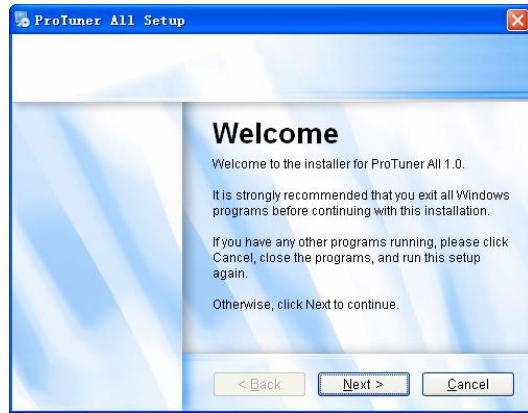 ProTuner All Setup
Welcome
Welcome to the installer for ProTuner All 1.0.
It is strongly recommended that you exit all Windows
programs before continuing with this installation.
If you have any other programs running, please click
Cancel, close the programs, and run this setup
again.
Otherwise, click Next to continue.
< Back Next > Cancel